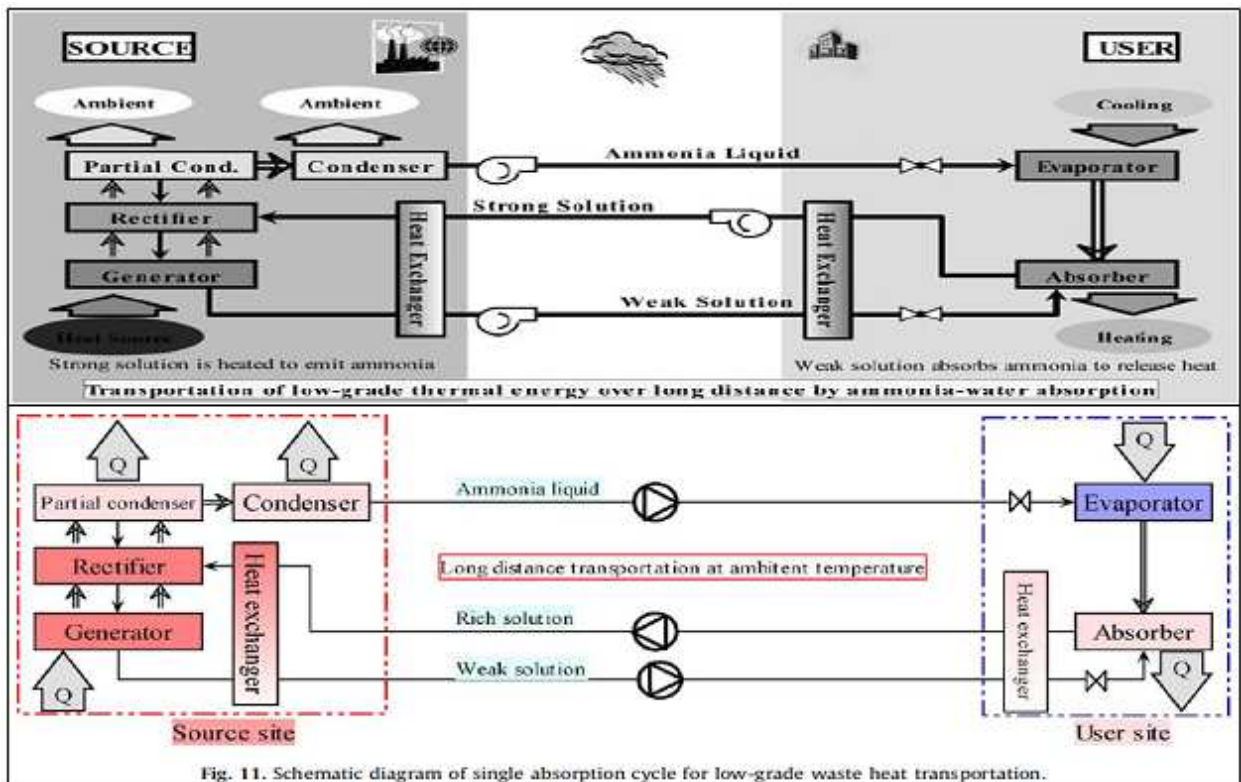 SOURCE
USER
Ambient
Ambient
Cooling
Partial Cond.
Condenser
Ammonia Liquid
Evaporator
Rectifier
Strong Solution
Heat Exchanger
Heat Exchanger
Generator
Absorber
Weak Solution
Heat Source
Heating
Strong solution is heated to emit ammonia
Weak solution absorbs ammonia to release heat
Transportation of low-grade thermal energy over long distance by ammonia-water absorption
Q
Q
Q
Partial condenser
Condenser
Ammonia liquid
Evaporator
Rectifier
Heat exchanger
Long distance transportation at ambitent temperature
Heat exchanger
Generator
Rich solution
Absorber
Q
Weak solution
Q
Source site
User site
Fig. 11. Schematic diagram of single absorption cycle for low-grade waste heat transportation.